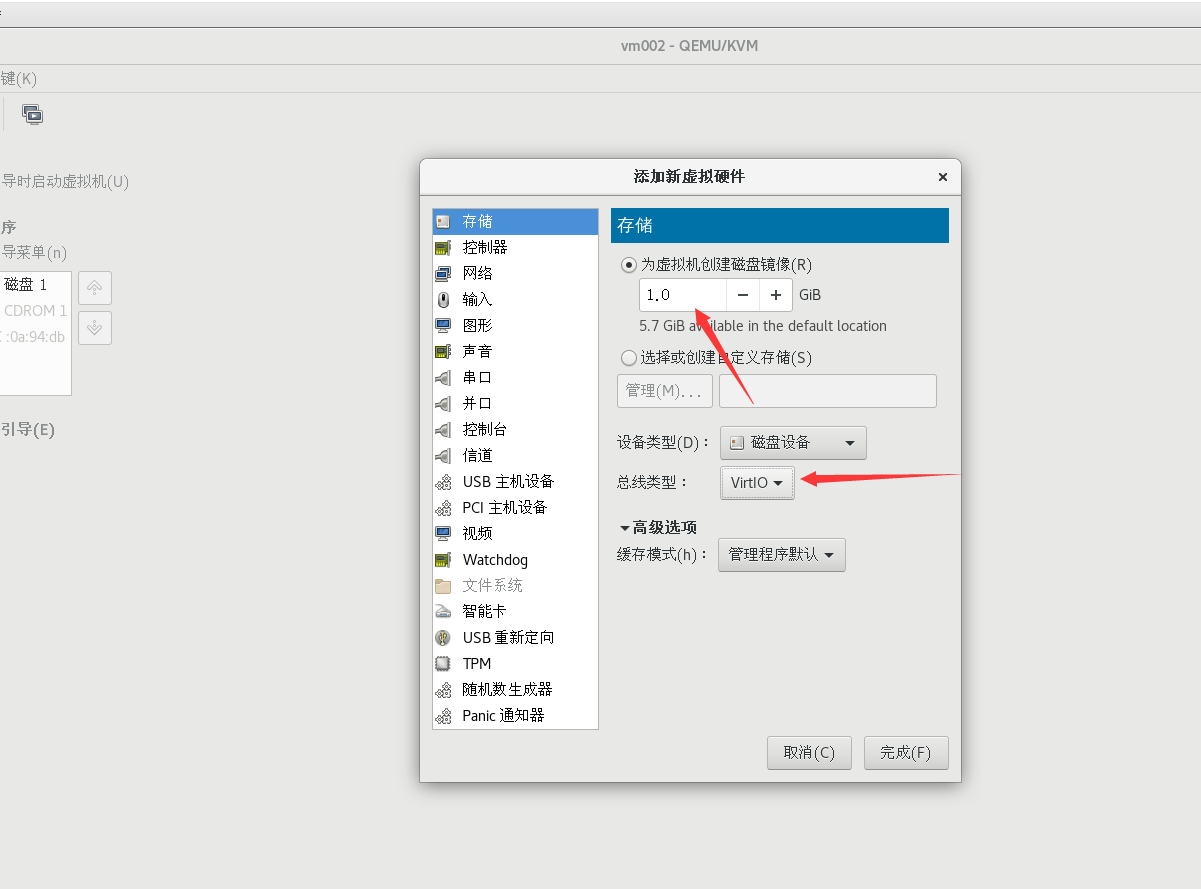 vm002 - QEMU/KVM
键(K)
导时启动虚拟机(U)
序
导菜单(n)
磁盘 1
CDROM 1
:0a:94:db
引导(E)
添加新虚拟硬件
存储
控制器
网络
输入
图形
声音
串口
并口
控制台
信道
USB 主机设备
PCI 主机设备
视频
Watchdog
文件系统
智能卡
USB 重新定向
TPM
随机数生成器
Panic 通知器
存储
为虚拟机创建磁盘镜像(R)
1.0 − + GiB
5.7 GiB available in the default location
选择或创建自定义存储(S)
管理(M)...
设备类型(D)： 磁盘设备
总线类型： VirtIO
高级选项
缓存模式(h)： 管理程序默认
取消(C) 完成(F)